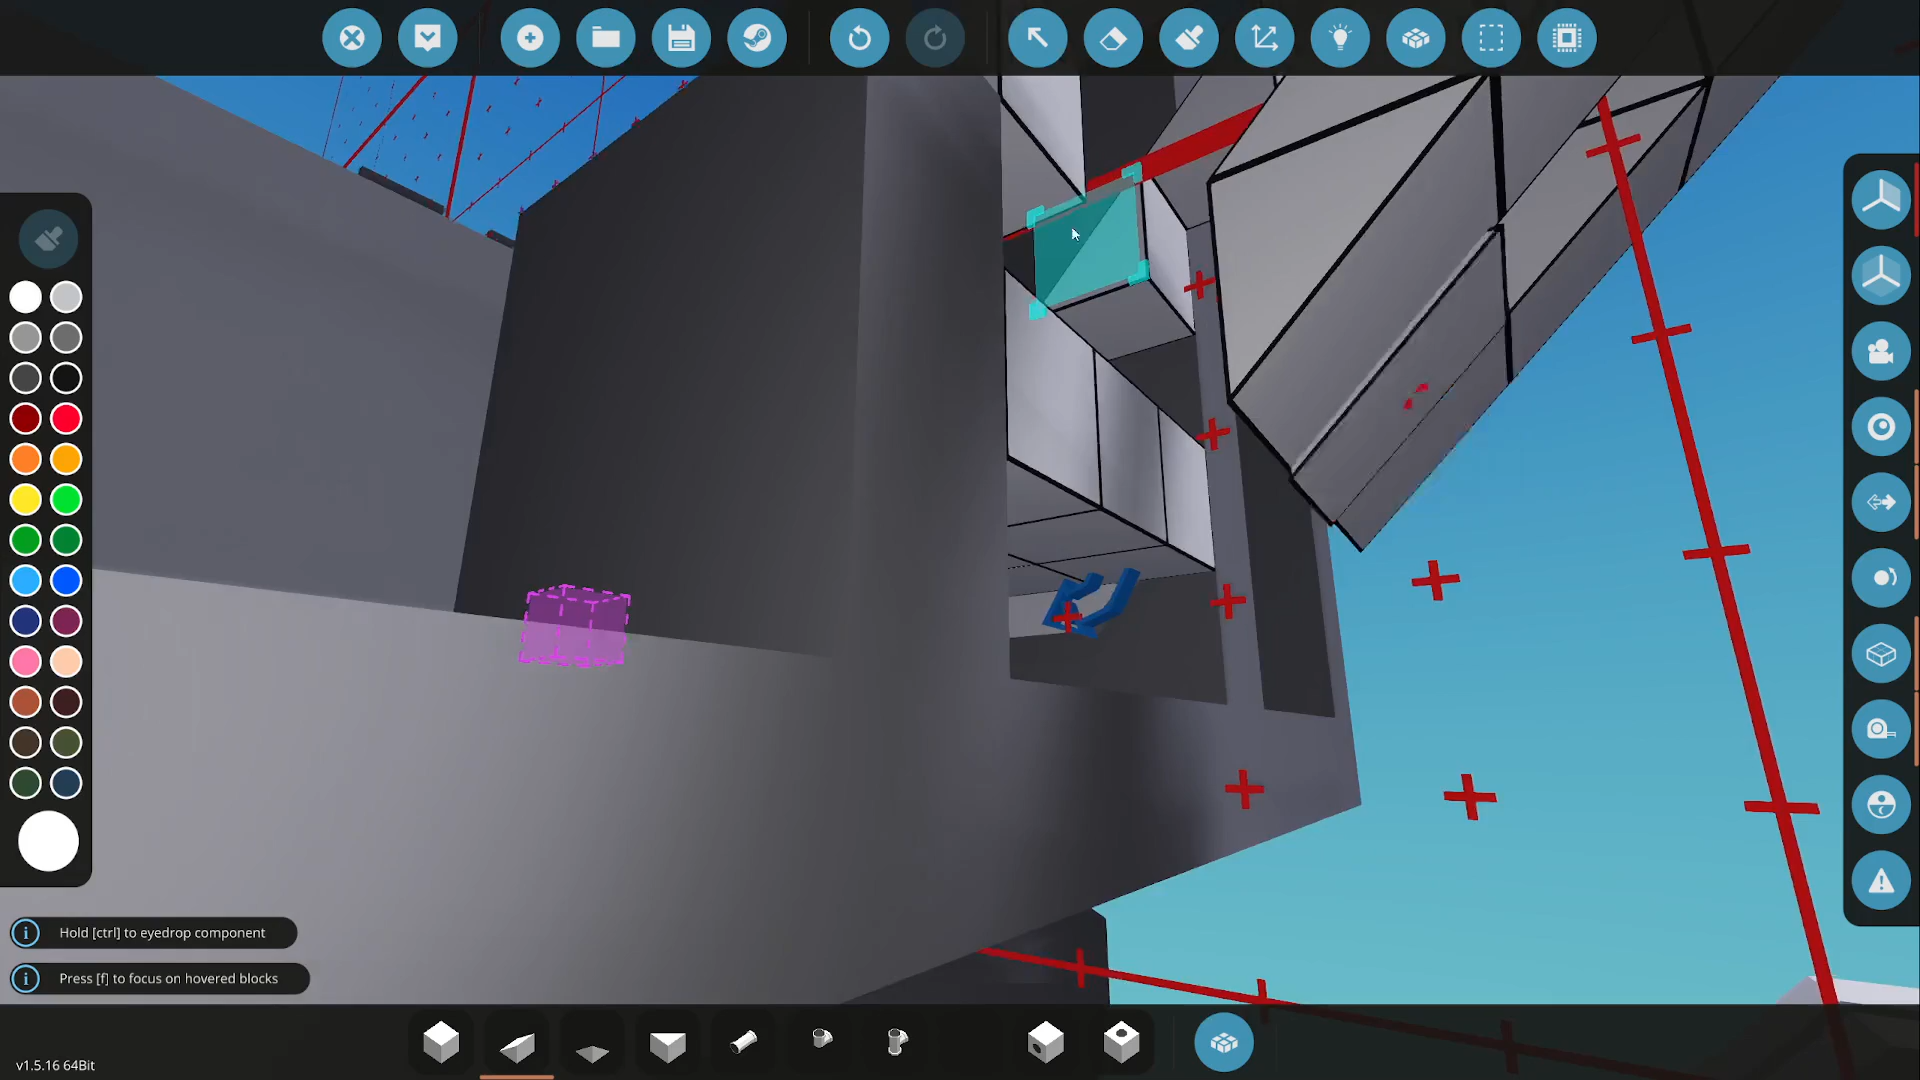 Hold [ctrl] to eyedrop component
Press [f] to focus on hovered blocks
v1.5.16 64Bit